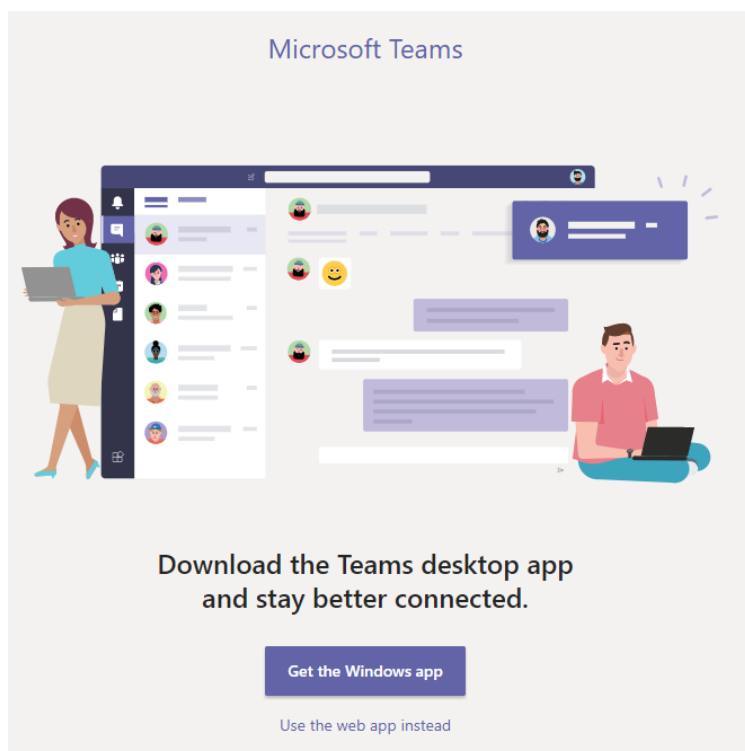 Microsoft Teams
Download the Teams desktop app
and stay better connected.
Get the Windows app
Use the web app instead